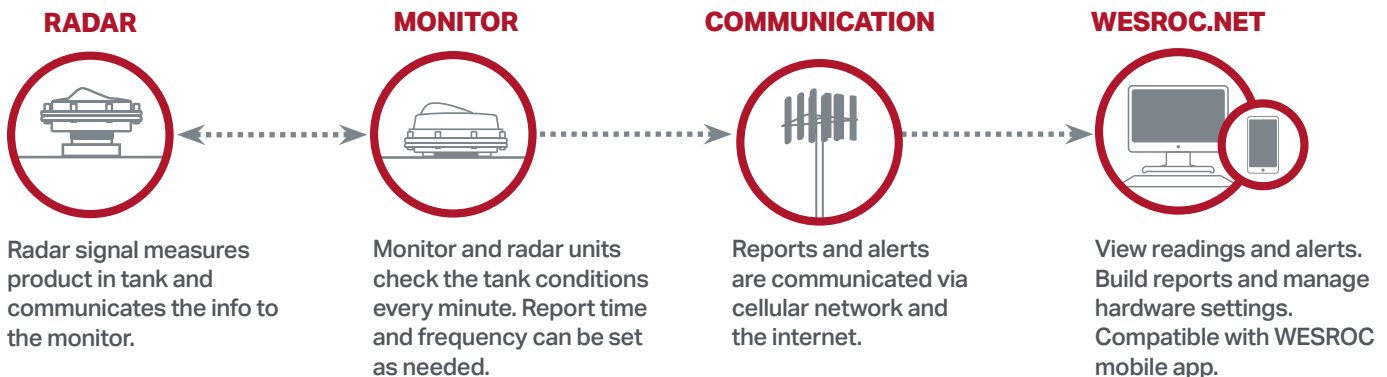 RADAR
Radar signal measures
product in tank and
communicates the info to
the monitor.
MONITOR
Monitor and radar units
check the tank conditions
every minute. Report time
and frequency can be set
as needed.
COMMUNICATION
Reports and alerts
are communicated via
cellular network and
the internet.
WESROC.NET
View readings and alerts.
Build reports and manage
hardware settings.
Compatible with WESROC
mobile app.